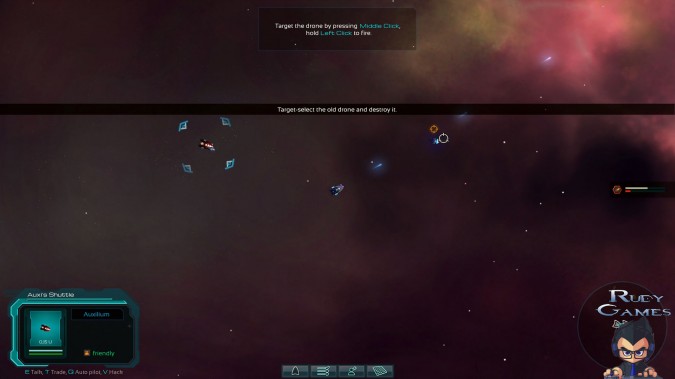 Target the drone by pressing Middle Click,
hold Left Click to fire.
Target-select the old drone and destroy it.
Auxi's Shuttle
Auxilium
G.E.U
friendly
E Talk, T Trade, Q Auto pilot, V Hack
RUDY
GAMES